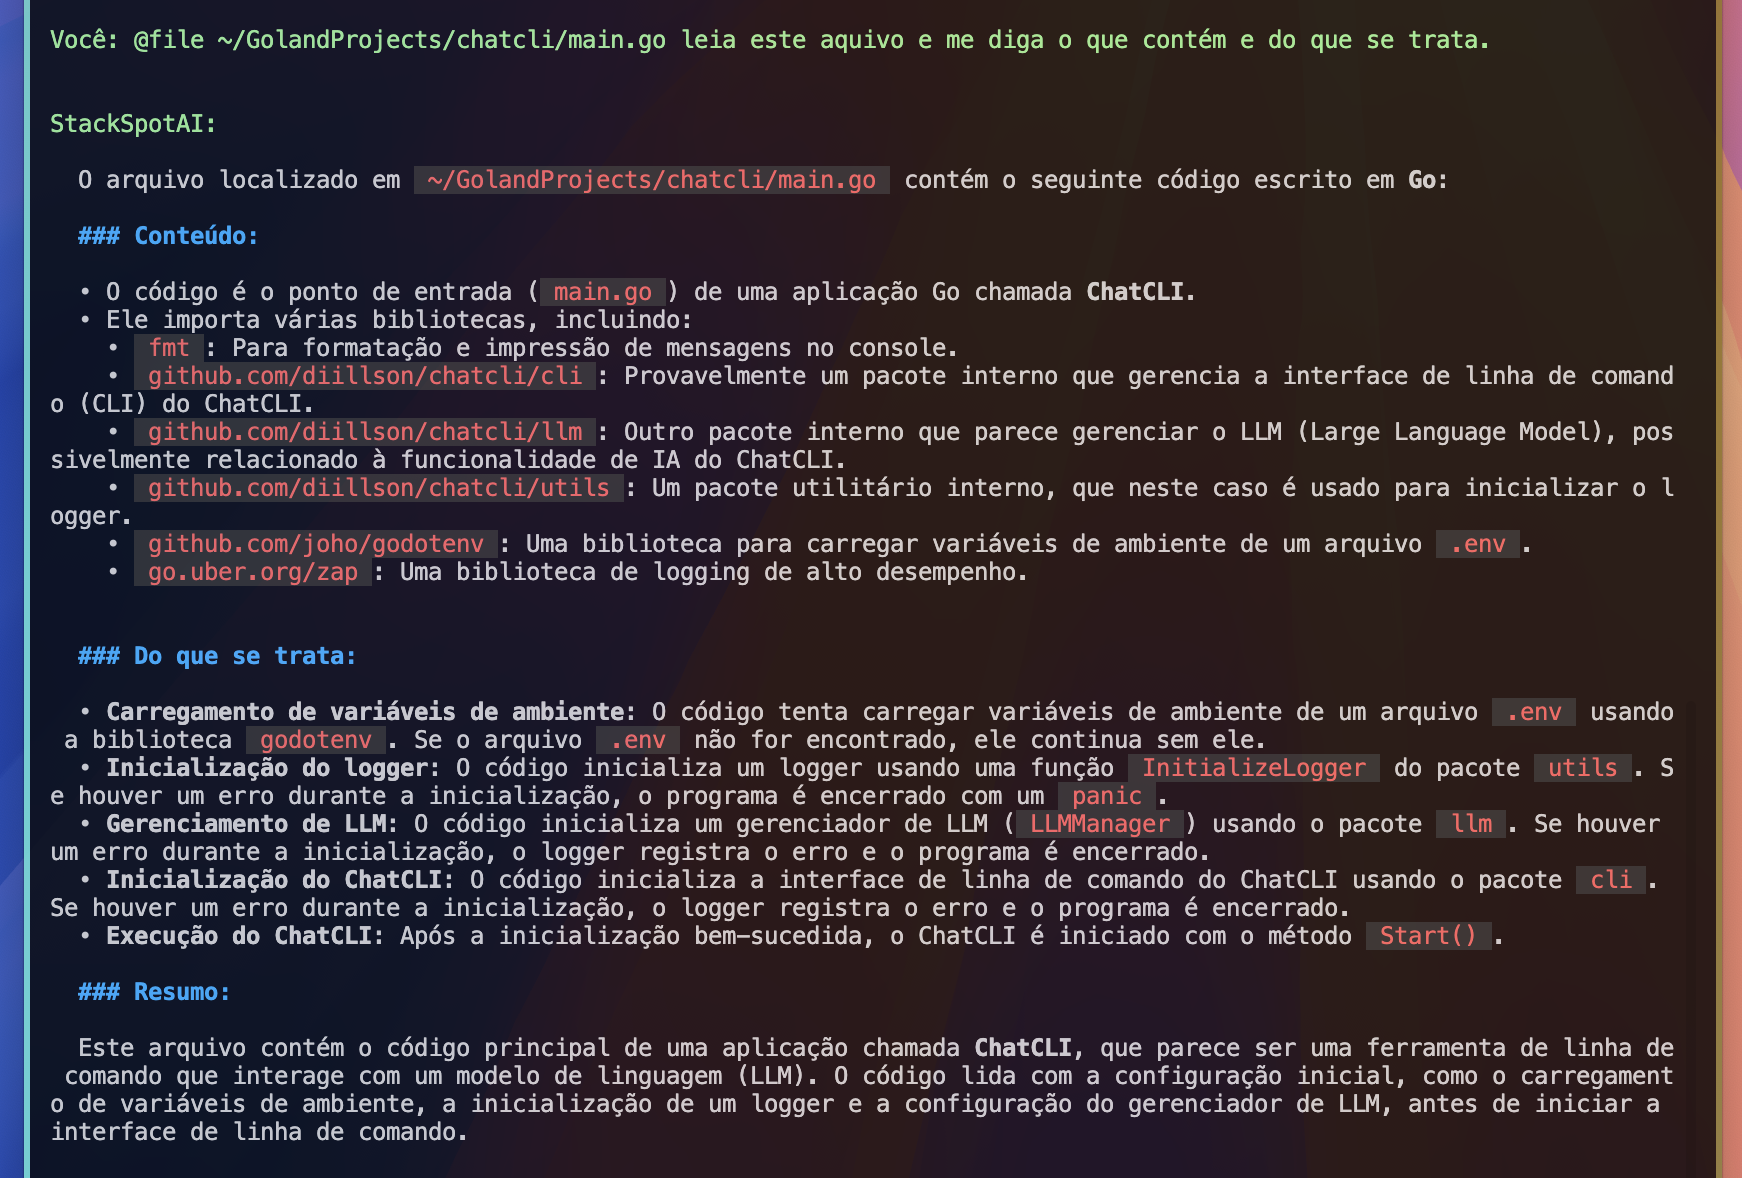 Você: @file ~/GolandProjects/chatcli/main.go leia este aquivo e me diga o que contém e do que se trata.
StackSpotAI:
O arquivo localizado em ~/GolandProjects/chatcli/main.go contém o seguinte código escrito em Go:
### Conteúdo:
• O código é o ponto de entrada ( main.go ) de uma aplicação Go chamada ChatCLI.
• Ele importa várias bibliotecas, incluindo:
• fmt : Para formatação e impressão de mensagens no console.
• github.com/diillson/chatcli/cli : Provavelmente um pacote interno que gerencia a interface de linha de comand
o (CLI) do ChatCLI.
• github.com/diillson/chatcli/llm : Outro pacote interno que parece gerenciar o LLM (Large Language Model), pos
sivelmente relacionado à funcionalidade de IA do ChatCLI.
• github.com/diillson/chatcli/utils : Um pacote utilitário interno, que neste caso é usado para inicializar o l
ogger.
• github.com/joho/godotenv : Uma biblioteca para carregar variáveis de ambiente de um arquivo .env .
• go.uber.org/zap : Uma biblioteca de logging de alto desempenho.
### Do que se trata:
• Carregamento de variáveis de ambiente: O código tenta carregar variáveis de ambiente de um arquivo .env usando
a biblioteca godotenv . Se o arquivo .env não for encontrado, ele continua sem ele.
• Inicialização do logger: O código inicializa um logger usando uma função InitializeLogger do pacote utils . S
e houver um erro durante a inicialização, o programa é encerrado com um panic .
• Gerenciamento de LLM: O código inicializa um gerenciador de LLM ( LLMManager ) usando o pacote llm . Se houver
um erro durante a inicialização, o logger registra o erro e o programa é encerrado.
• Inicialização do ChatCLI: O código inicializa a interface de linha de comando do ChatCLI usando o pacote cli .
Se houver um erro durante a inicialização, o logger registra o erro e o programa é encerrado.
• Execução do ChatCLI: Após a inicialização bem-sucedida, o ChatCLI é iniciado com o método Start() .
### Resumo:
Este arquivo contém o código principal de uma aplicação chamada ChatCLI, que parece ser uma ferramenta de linha de
comando que interage com um modelo de linguagem (LLM). O código lida com a configuração inicial, como o carregament
o de variáveis de ambiente, a inicialização de um logger e a configuração do gerenciador de LLM, antes de iniciar a
interface de linha de comando.